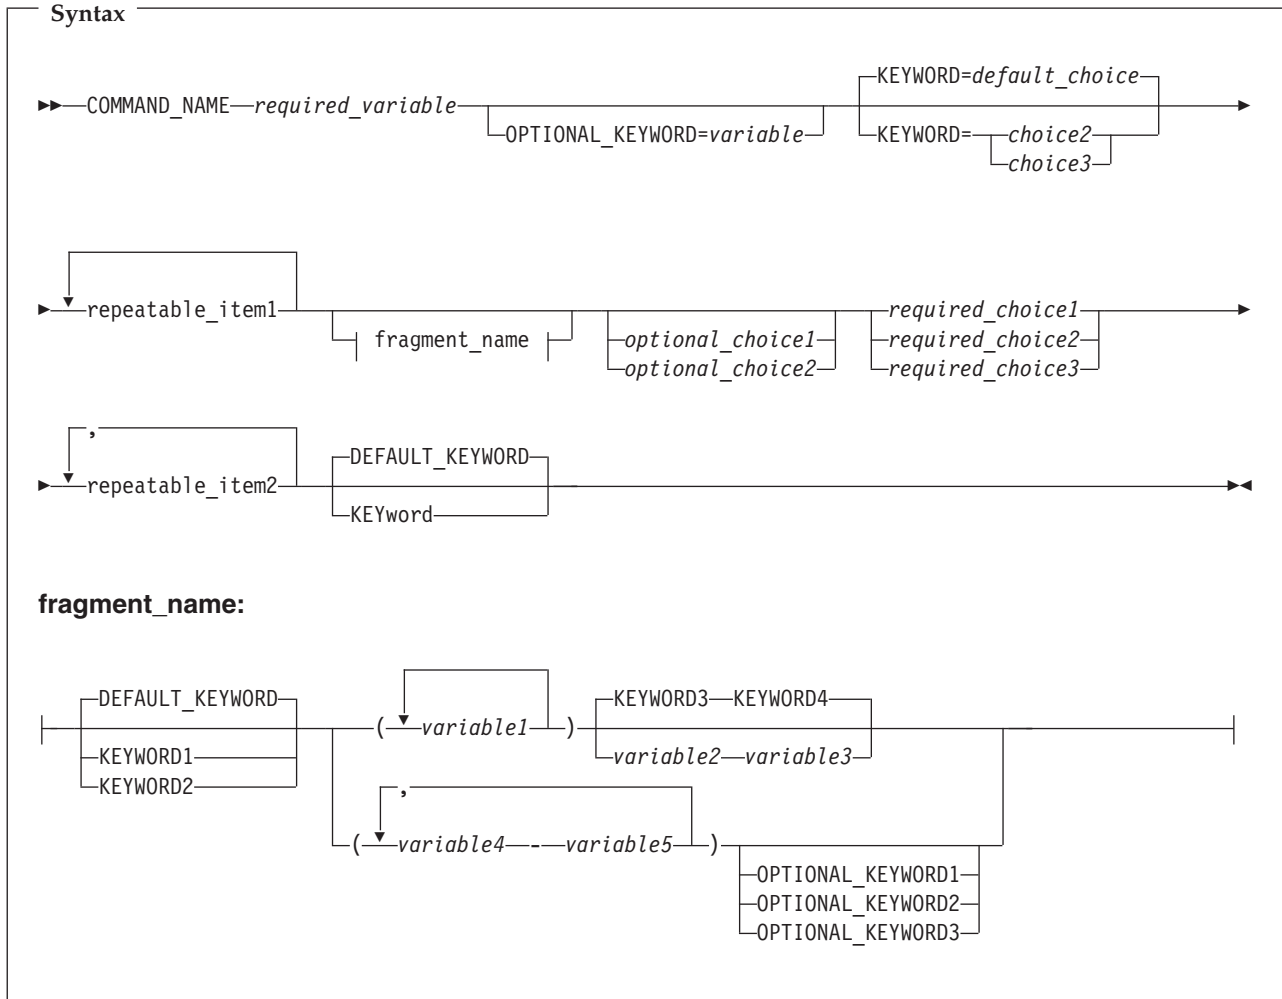 Syntax
KEYWORD=default_choice
COMMAND_NAME required_variable
OPTIONAL_KEYWORD=variable
KEYWORD= choice2
choice3
repeatable_item1
fragment_name
optional_choice1
optional_choice2
required_choice1
required_choice2
required_choice3
,
repeatable_item2
DEFAULT_KEYWORD
KEYword
fragment_name:
DEFAULT_KEYWORD
KEYWORD1
KEYWORD2
( variable1 )
KEYWORD3 KEYWORD4
variable2 variable3
,
( variable4 - variable5 )
OPTIONAL_KEYWORD1
OPTIONAL_KEYWORD2
OPTIONAL_KEYWORD3